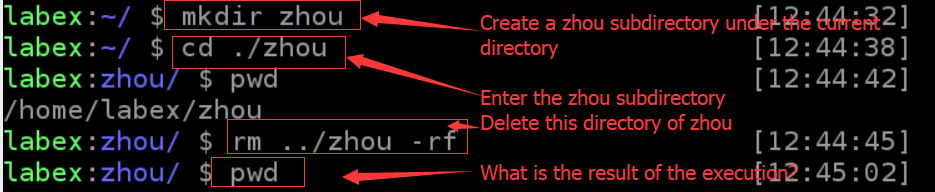 labex:~/ $ mkdir zhou [12:44:32]
Create a zhou subdirectory under the current
directory
labex:~/ $ cd ./zhou [12:44:38]
labex:zhou/ $ pwd [12:44:42]
/home/labex/zhou
Enter the zhou subdirectory
Delete this directory of zhou
labex:zhou/ $ rm ../zhou -rf [12:44:45]
labex:zhou/ $ pwd [12:45:02]
What is the result of the execution?